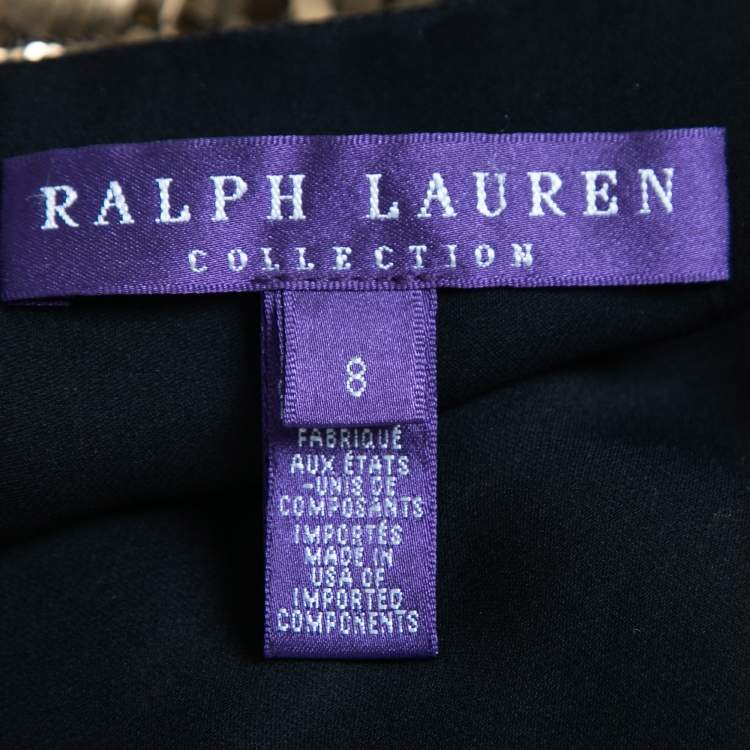 RALPH LAUREN
COLLECTION
8
FABRIQUÉ
AUX ÉTATS
-UNIS DE
COMPOSANTS
IMPORTÉS
MADE IN
USA OF
IMPORTED
COMPONENTS